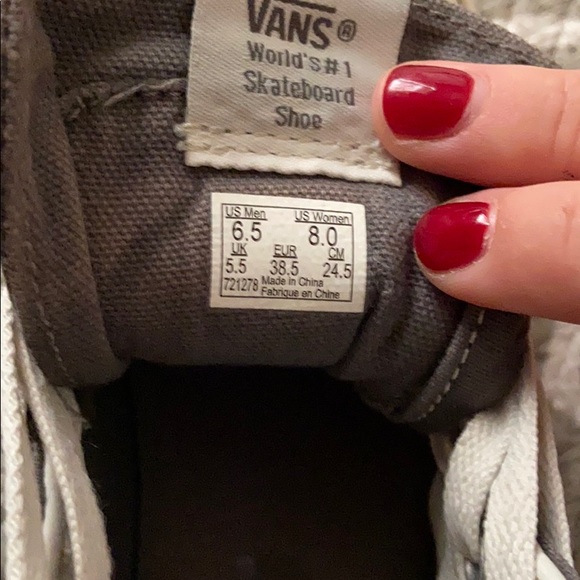 VANS®
World's #1
Skateboard
Shoe
US Men US Women
6.5 8.0
UK EUR CM
5.5 38.5 24.5
721278 Made in China
Fabriqué en Chine